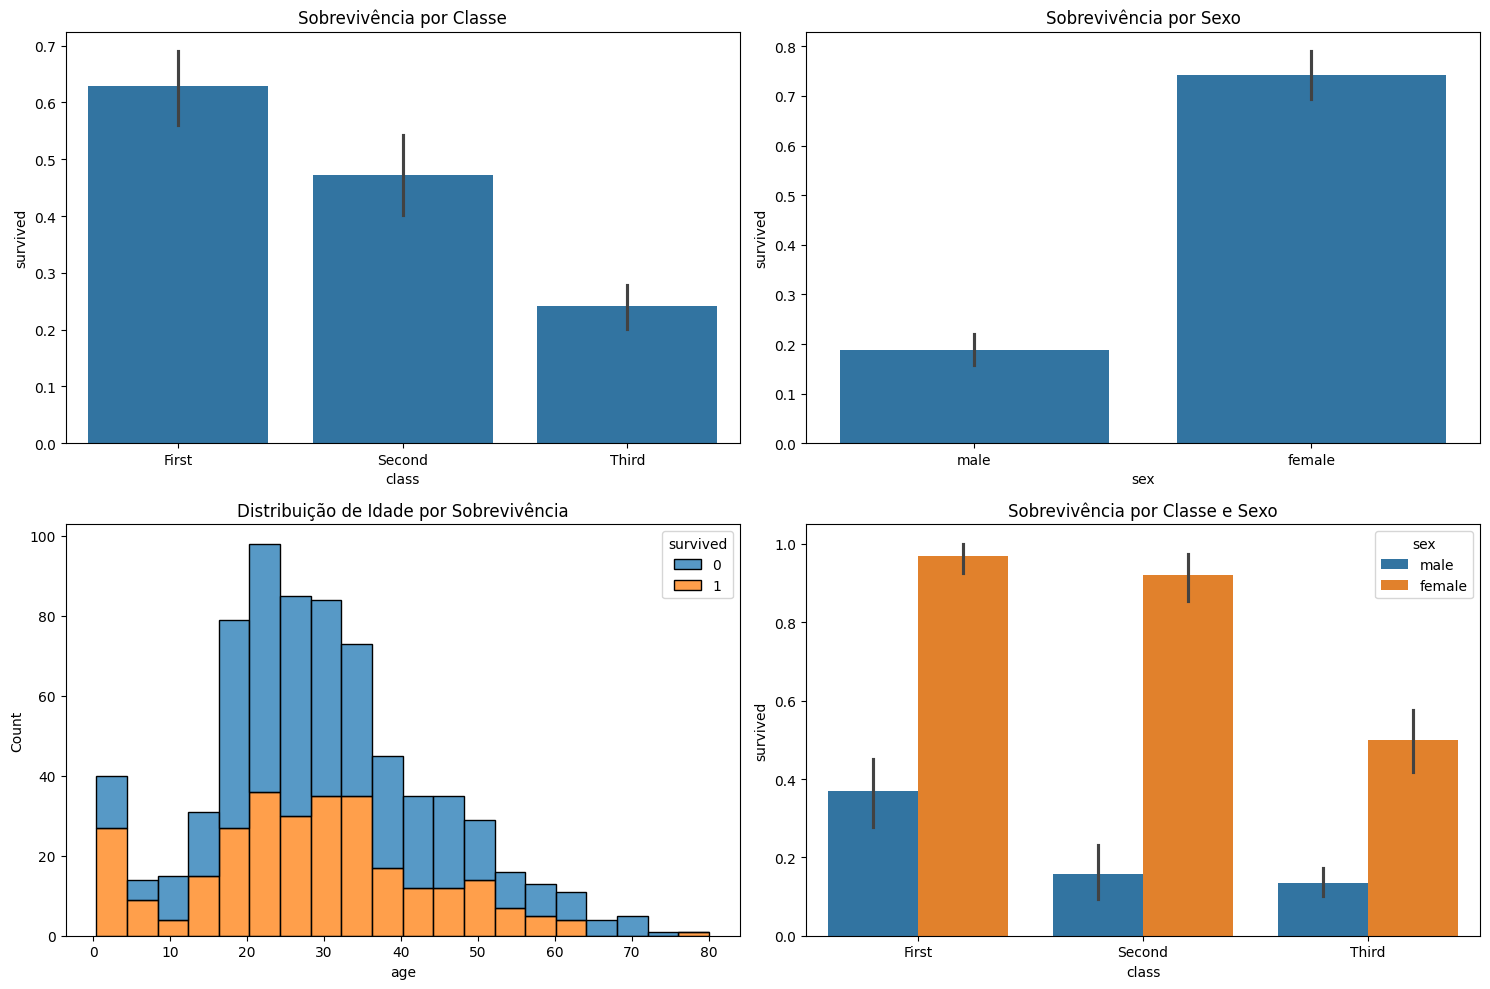 Sobrevivência por Classe
survived
0.7
0.6
0.5
0.4
0.3
0.2
0.1
0.0
First Second Third
class
Sobrevivência por Sexo
survived
0.8
0.7
0.6
0.5
0.4
0.3
0.2
0.1
0.0
male female
sex
Distribuição de Idade por Sobrevivência
Count
100
80
60
40
20
0
survived
0
1
0 10 20 30 40 50 60 70 80
age
Sobrevivência por Classe e Sexo
survived
1.0
0.8
0.6
0.4
0.2
0.0
sex
male
female
First Second Third
class